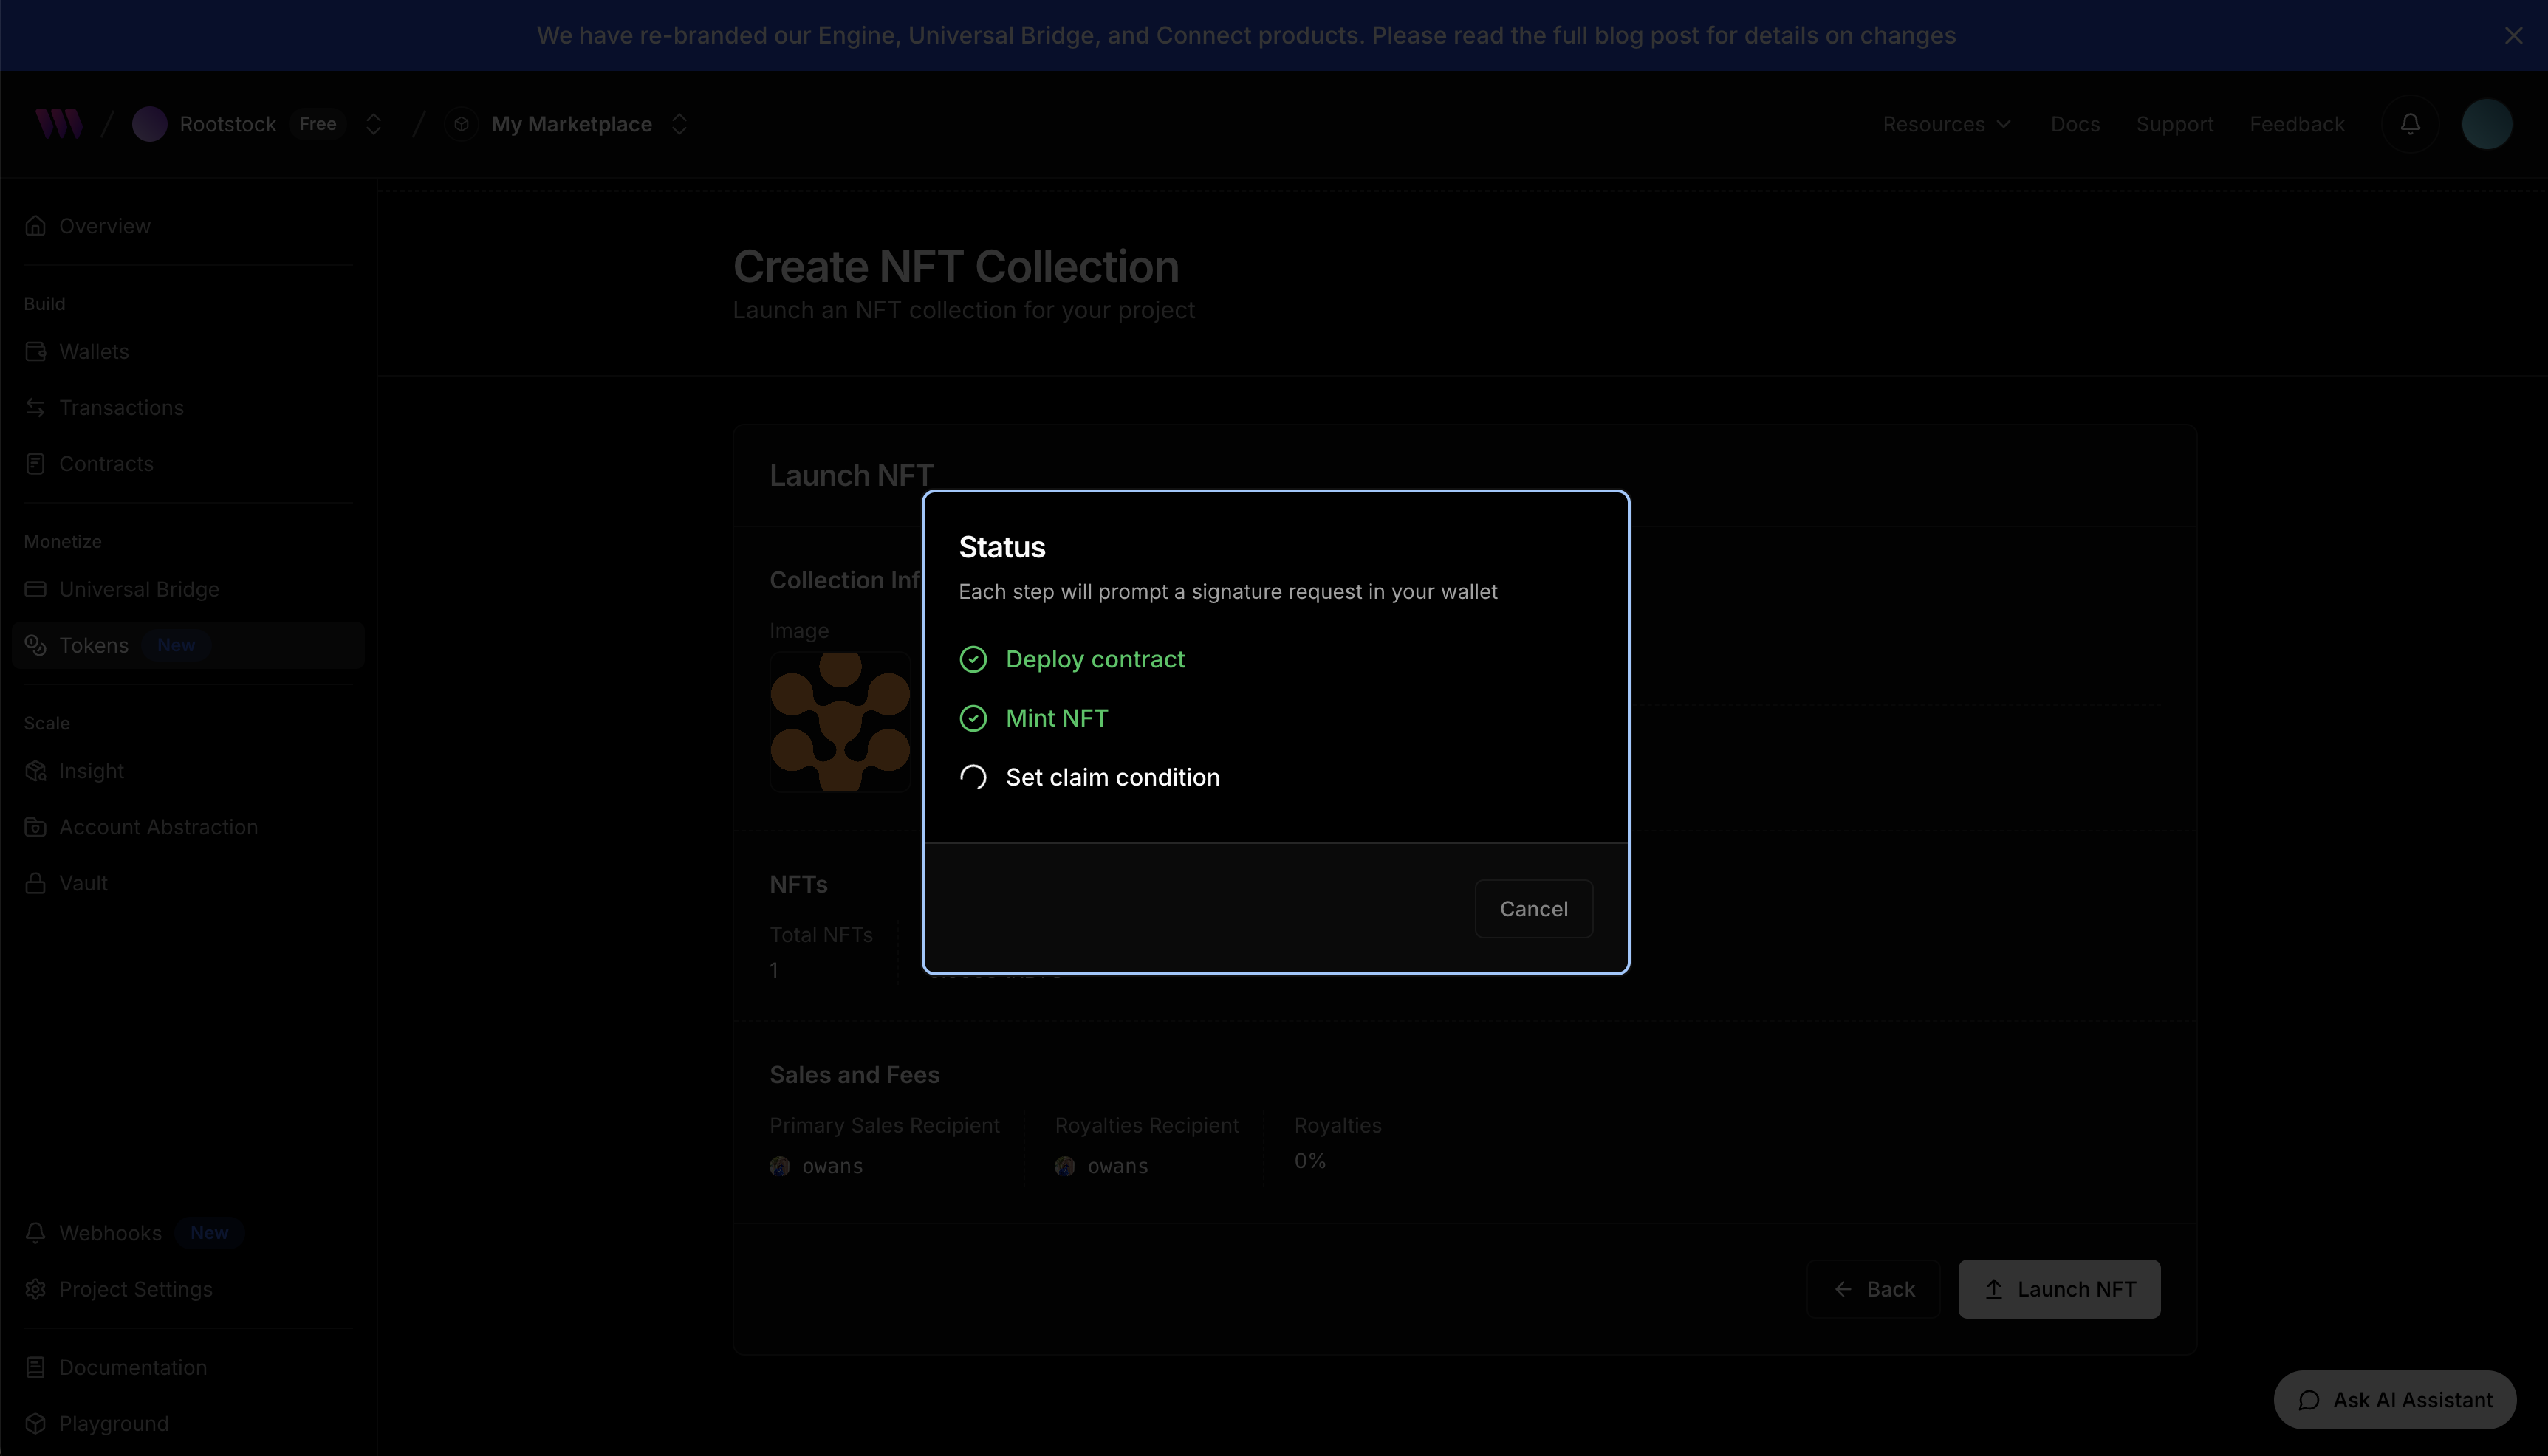 We have re-branded our Engine, Universal Bridge, and Connect products. Please read the full blog post for details on changes
Rootstock Free
My Marketplace
Resources
Docs
Support
Feedback
Overview
Build
Wallets
Transactions
Contracts
Monetize
Universal Bridge
Tokens New
Scale
Insight
Account Abstraction
Vault
Webhooks New
Project Settings
Documentation
Playground
Create NFT Collection
Launch an NFT collection for your project
Launch NFT
Collection Inf
Image
Status
Each step will prompt a signature request in your wallet
Deploy contract
Mint NFT
Set claim condition
Cancel
NFTs
Total NFTs
1
Sales and Fees
Primary Sales Recipient
owans
Royalties Recipient
owans
Royalties
0%
Back
Launch NFT
Ask AI Assistant